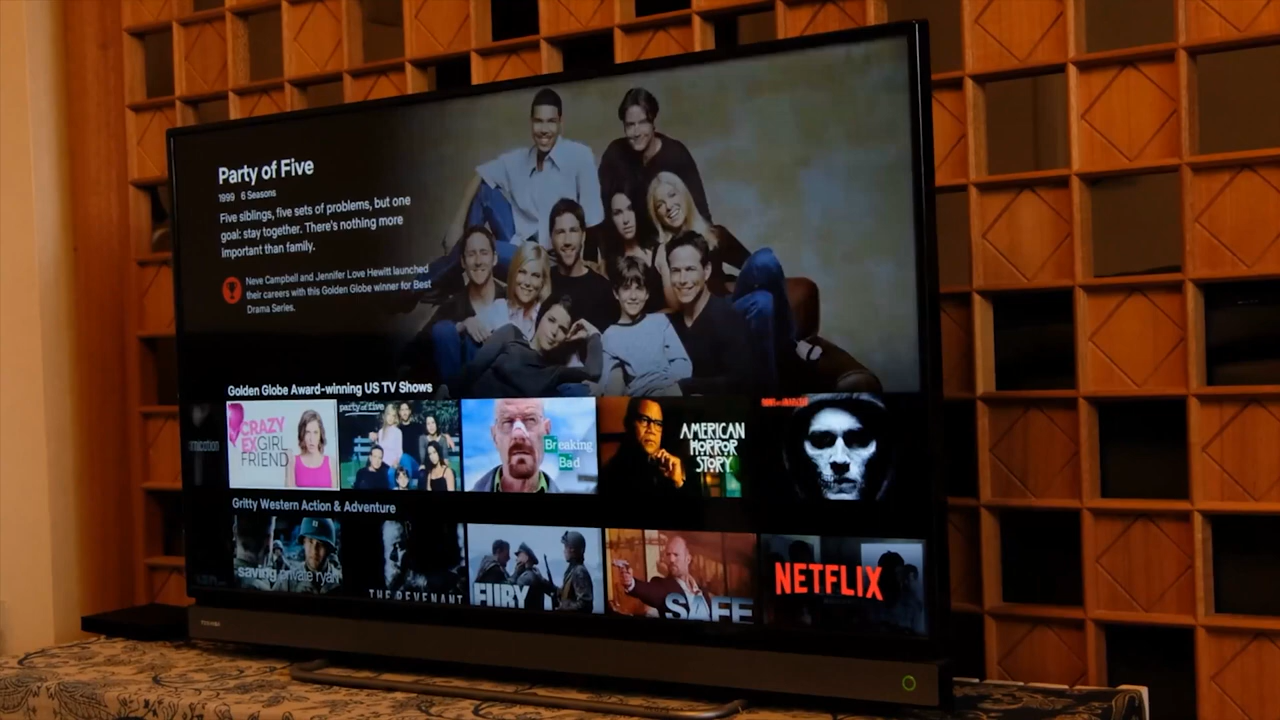 Party of Five
1999 6 Seasons
Five siblings, five sets of problems, but one
goal: stay together. There's nothing more
important than family.
Neve Campbell and Jennifer Love Hewitt launched
their careers with this Golden Globe winner for Best
Drama Series.
Golden Globe Award-winning US TV Shows
CRAZY
EXGIRL
FRIEND
party of five
Breaking
Bad
AMERICAN
HORROR
STORY
Gritty Western Action & Adventure
saving private ryan
THE REVENANT
FURY
SAFE
NETFLIX
TOSHIBA